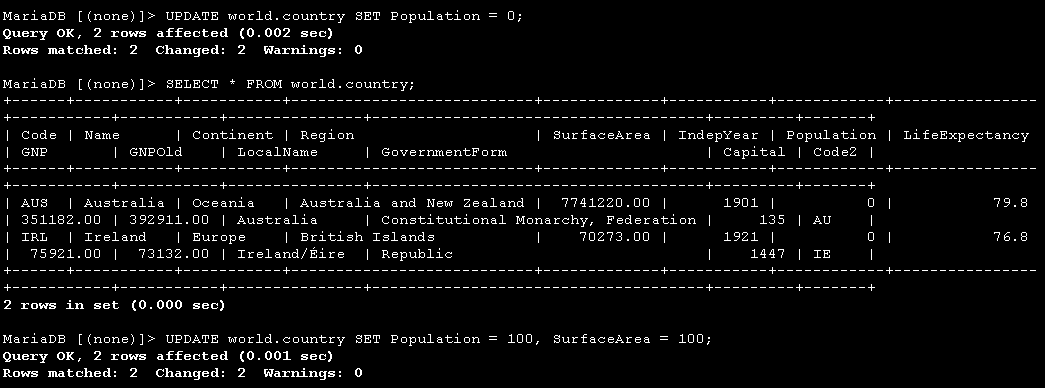 MariaDB [(none)]> UPDATE world.country SET Population = 0;
Query OK, 2 rows affected (0.002 sec)
Rows matched: 2  Changed: 2  Warnings: 0

MariaDB [(none)]> SELECT * FROM world.country;
+------+-----------+-----------+---------------------------+-------------+-----------+------------+----------------
+-----------+-----------+---------------+------------------------------------+---------+-------+
| Code | Name      | Continent | Region                    | SurfaceArea | IndepYear | Population | LifeExpectancy
| GNP       | GNPOld    | LocalName     | GovernmentForm                     | Capital | Code2 |
+------+-----------+-----------+---------------------------+-------------+-----------+------------+----------------
+-----------+-----------+---------------+------------------------------------+---------+-------+
| AUS  | Australia | Oceania   | Australia and New Zealand |  7741220.00 |      1901 |          0 |           79.8
| 351182.00 | 392911.00 | Australia     | Constitutional Monarchy, Federation |     135 | AU    |
| IRL  | Ireland   | Europe    | British Islands           |    70273.00 |      1921 |          0 |           76.8
|  75921.00 |  73132.00 | Ireland/Éire  | Republic                           |    1447 | IE    |
+------+-----------+-----------+---------------------------+-------------+-----------+------------+----------------
+-----------+-----------+---------------+------------------------------------+---------+-------+
2 rows in set (0.000 sec)

MariaDB [(none)]> UPDATE world.country SET Population = 100, SurfaceArea = 100;
Query OK, 2 rows affected (0.001 sec)
Rows matched: 2  Changed: 2  Warnings: 0